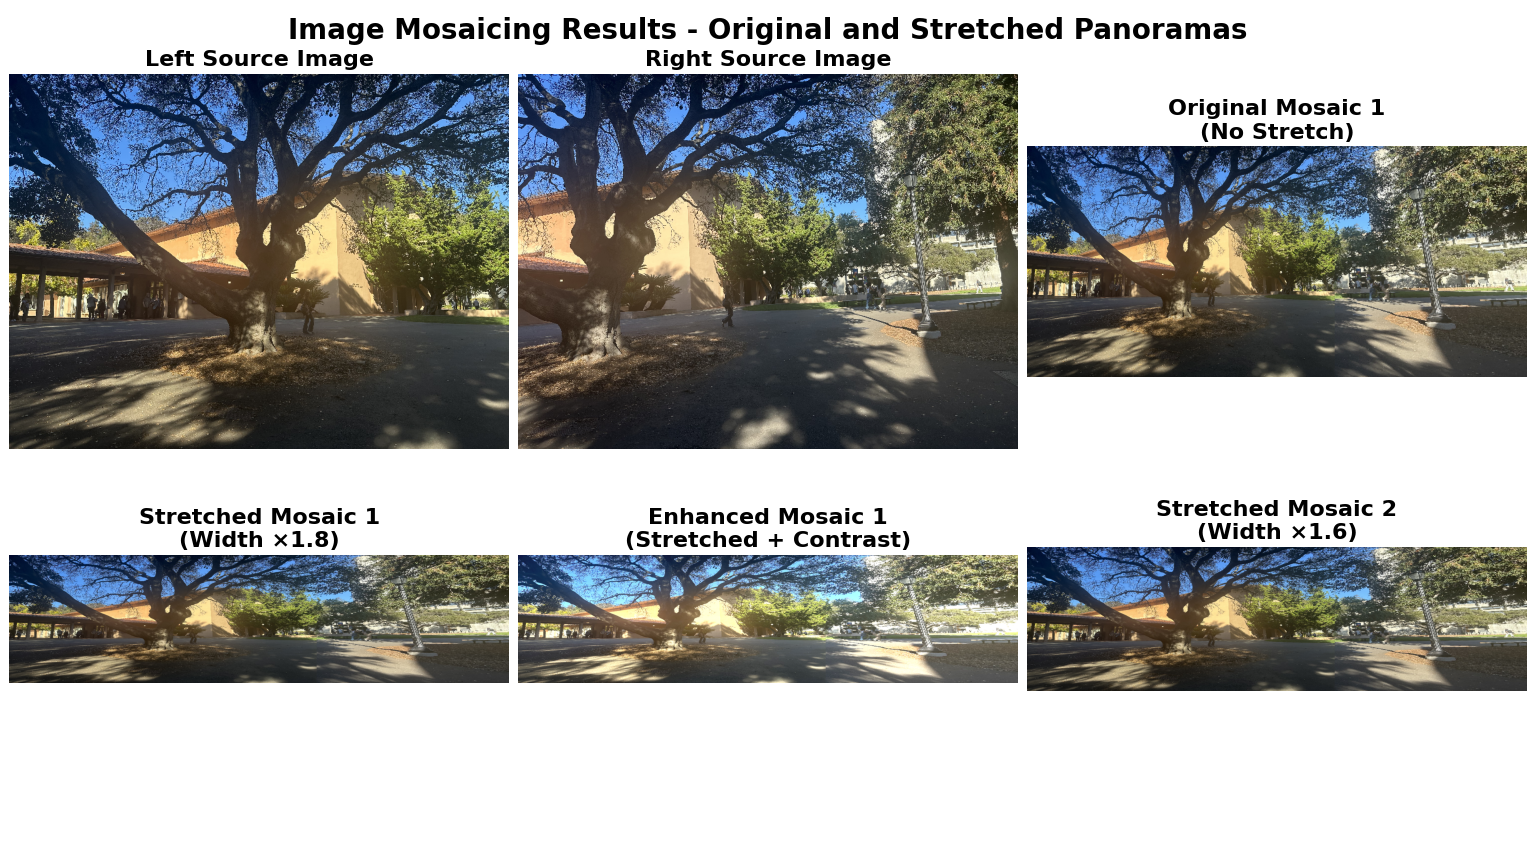 Image Mosaicing Results - Original and Stretched Panoramas
Left Source Image
Right Source Image
Original Mosaic 1
(No Stretch)
Stretched Mosaic 1
(Width ×1.8)
Enhanced Mosaic 1
(Stretched + Contrast)
Stretched Mosaic 2
(Width ×1.6)